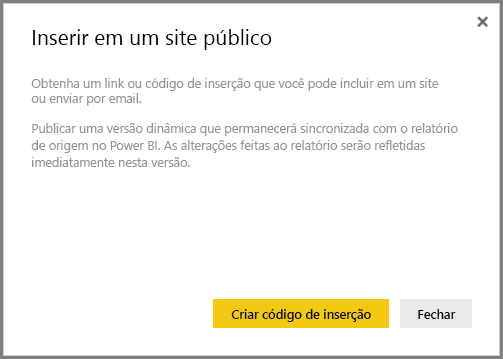 Inserir em um site público
Obtenha um link ou código de inserção que você pode incluir em um site
ou enviar por email.
Publicar uma versão dinâmica que permanecerá sincronizada com o relatório
de origem no Power BI. As alterações feitas ao relatório serão refletidas
imediatamente nesta versão.
Criar código de inserção
Fechar